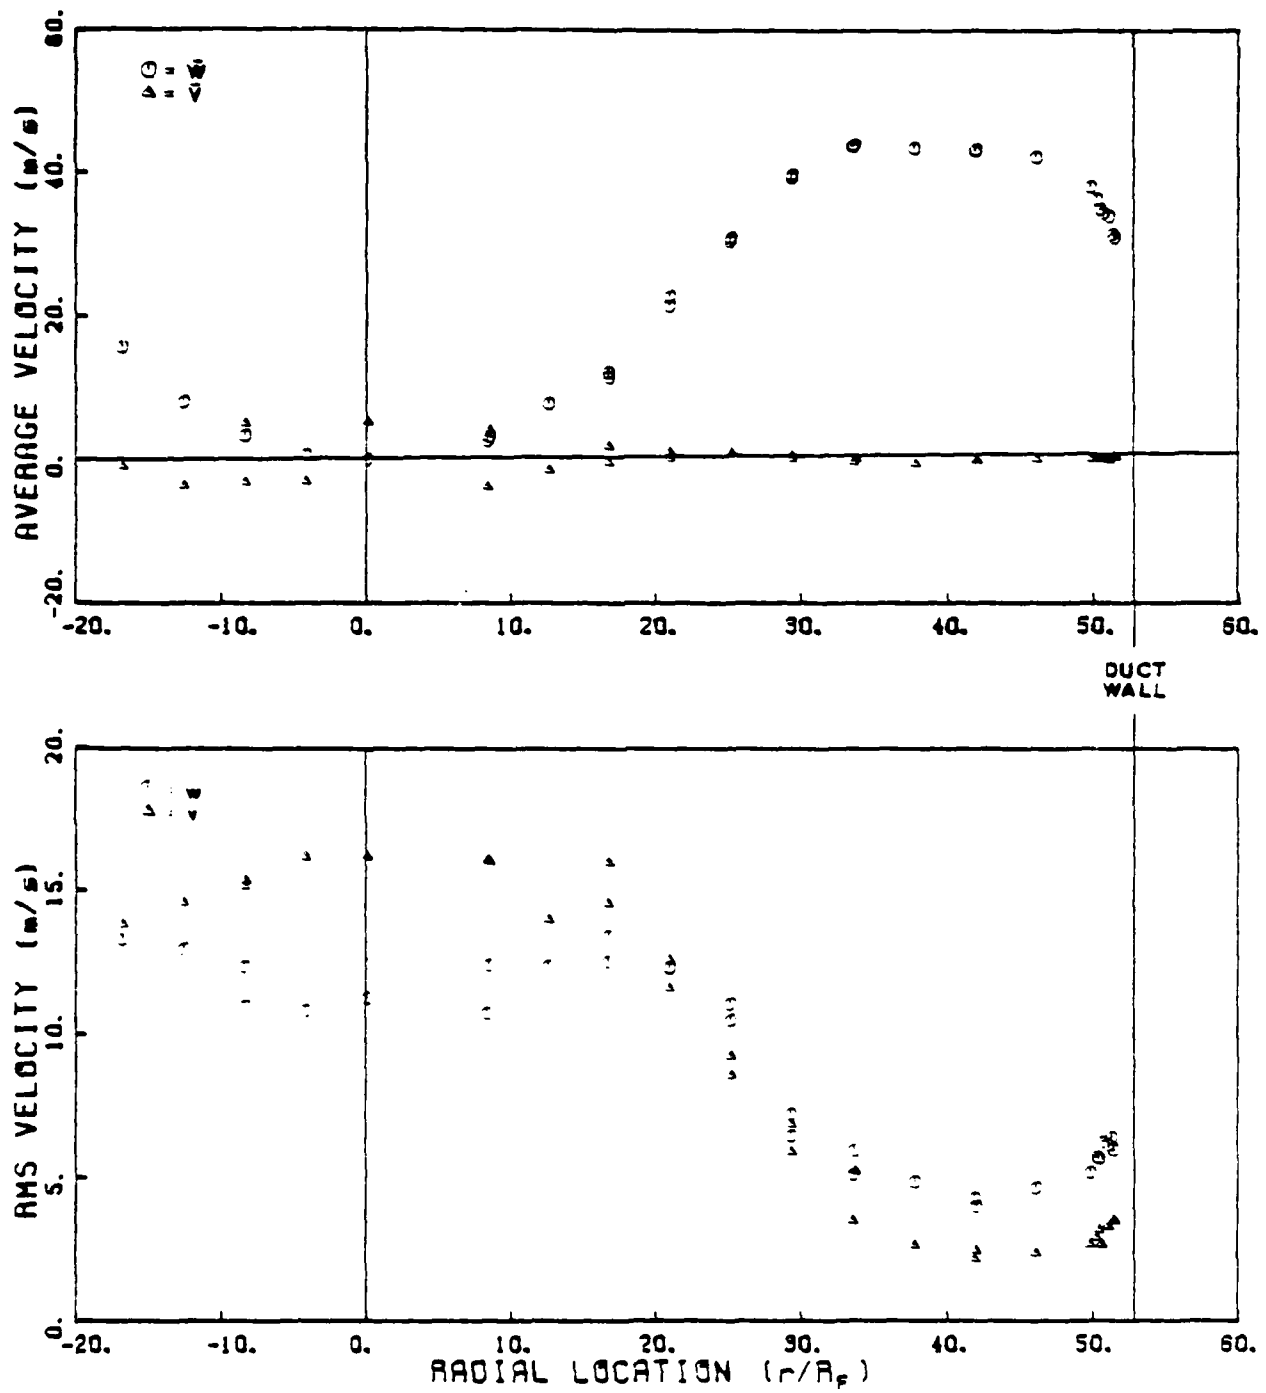 60.
40.
20.
0.
-20.
AVERAGE VELOCITY (m/s)
= W̄
= V̄
-20. -10. 0. 10. 20. 30. 40. 50. 60.
DUCT
WALL
20.
15.
10.
5.
0.
RMS VELOCITY (m/s)
= w
= v
-20. -10. 0. 10. 20. 30. 40. 50. 60.
RADIAL LOCATION (r/R_F)